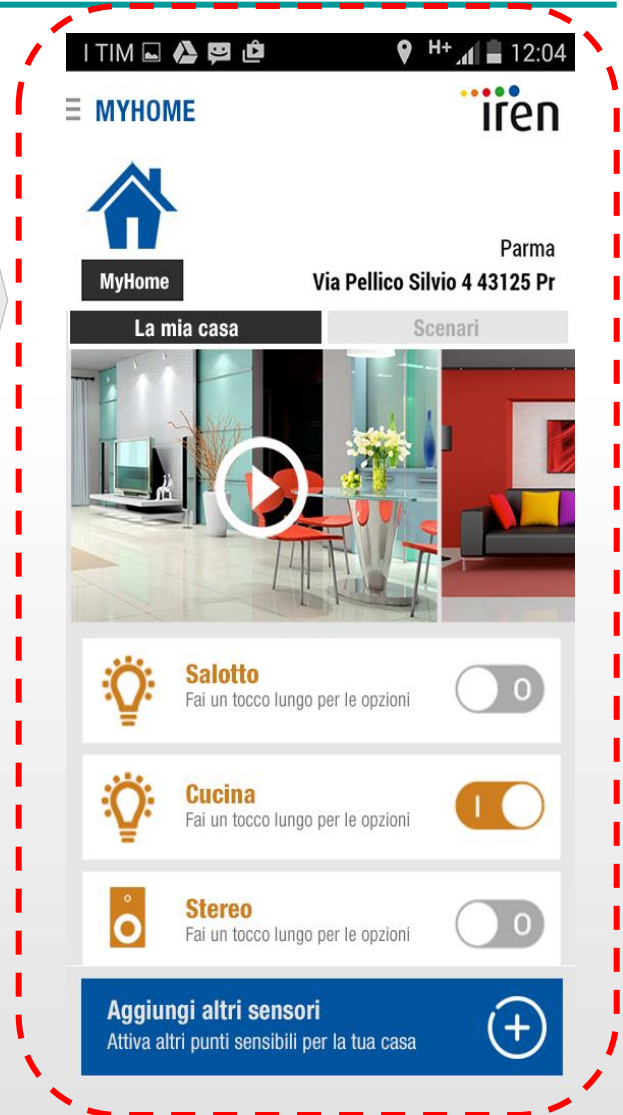 I TIM H+ 12:04
MYHOME
iren
Parma
MyHome Via Pellico Silvio 4 43125 Pr
La mia casa Scenari
Salotto
Fai un tocco lungo per le opzioni
O
Cucina
Fai un tocco lungo per le opzioni
I
Stereo
Fai un tocco lungo per le opzioni
O
Aggiungi altri sensori
Attiva altri punti sensibili per la tua casa